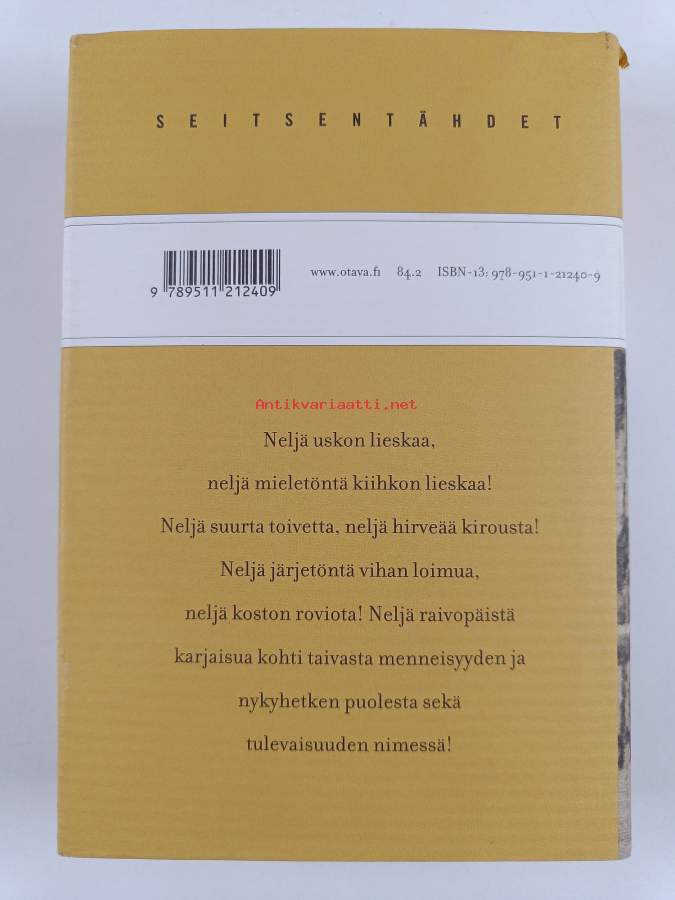 SEITSENTÄHDET
www.otava.fi 84.2 ISBN-13: 978-951-1-21240-9
9 789511 212409
Antikvariaatti.net
Neljä uskon lieskaa,
neljä mieletöntä kiihkon lieskaa!
Neljä suurta toivetta, neljä hirveää kirousta!
Neljä järjetöntä vihan loimua,
neljä koston roviota! Neljä raivopäistä
karjaisua kohti taivasta menneisyyden ja
nykyhetken puolesta sekä
tulevaisuuden nimessä!